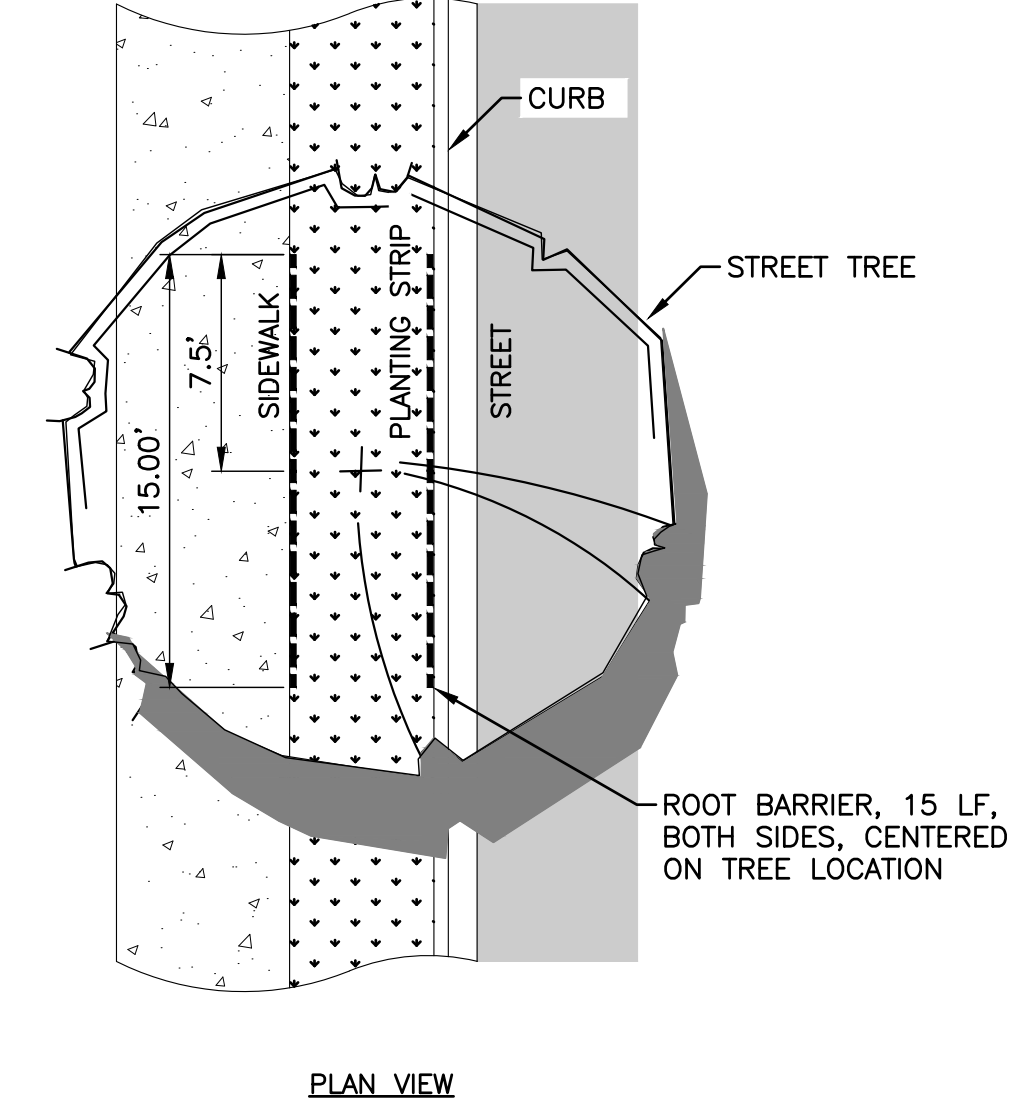 CURB
STREET TREE
SIDEWALK
PLANTING STRIP
STREET
7.5'
15.00'
ROOT BARRIER, 15 LF,
BOTH SIDES, CENTERED
ON TREE LOCATION
PLAN VIEW